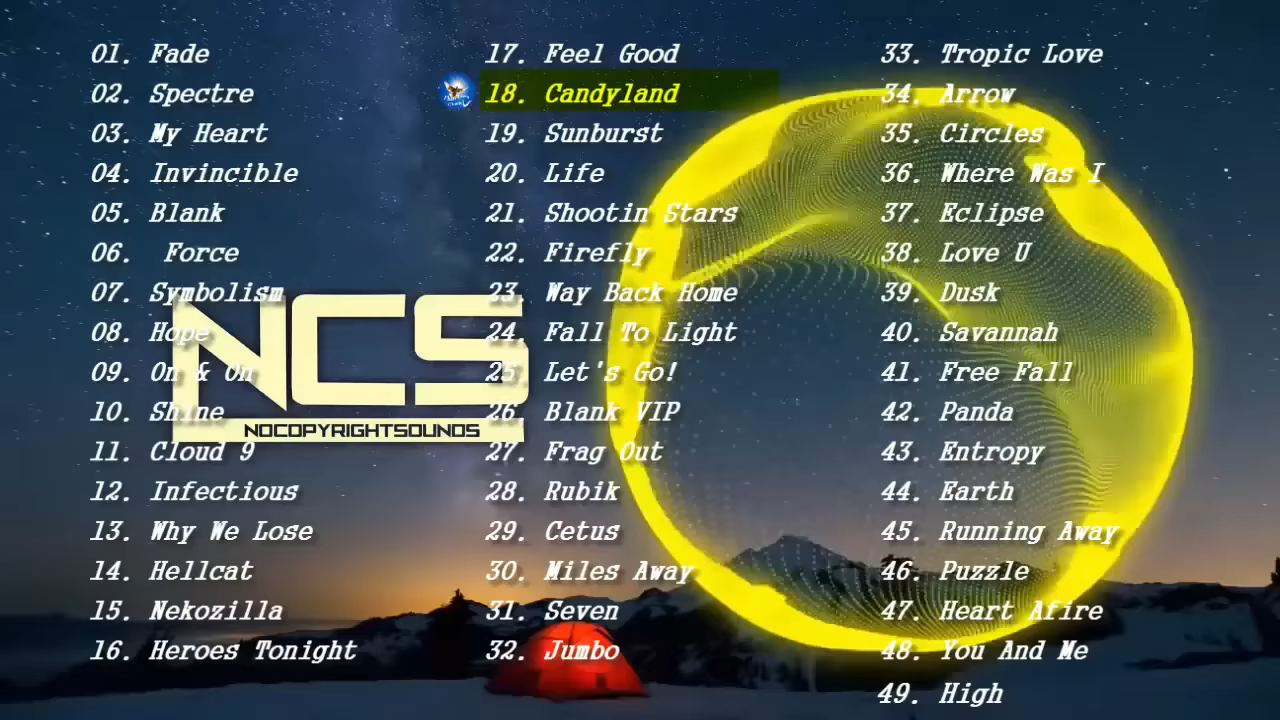 01. Fade
02. Spectre
03. My Heart
04. Invincible
05. Blank
06. Force
07. Symbolism
08. Hope
09. On & On
10. Shine
11. Cloud 9
12. Infectious
13. Why We Lose
14. Hellcat
15. Nekozilla
16. Heroes Tonight
NCS
NOCOPYRIGHTSOUNDS
17. Feel Good
18. Candyland
19. Sunburst
20. Life
21. Shootin Stars
22. Firefly
23. Way Back Home
24. Fall To Light
25. Let's Go!
26. Blank VIP
27. Frag Out
28. Rubik
29. Cetus
30. Miles Away
31. Seven
32. Jumbo
33. Tropic Love
34. Arrow
35. Circles
36. Where Was I
37. Eclipse
38. Love U
39. Dusk
40. Savannah
41. Free Fall
42. Panda
43. Entropy
44. Earth
45. Running Away
46. Puzzle
47. Heart Afire
48. You And Me
49. High